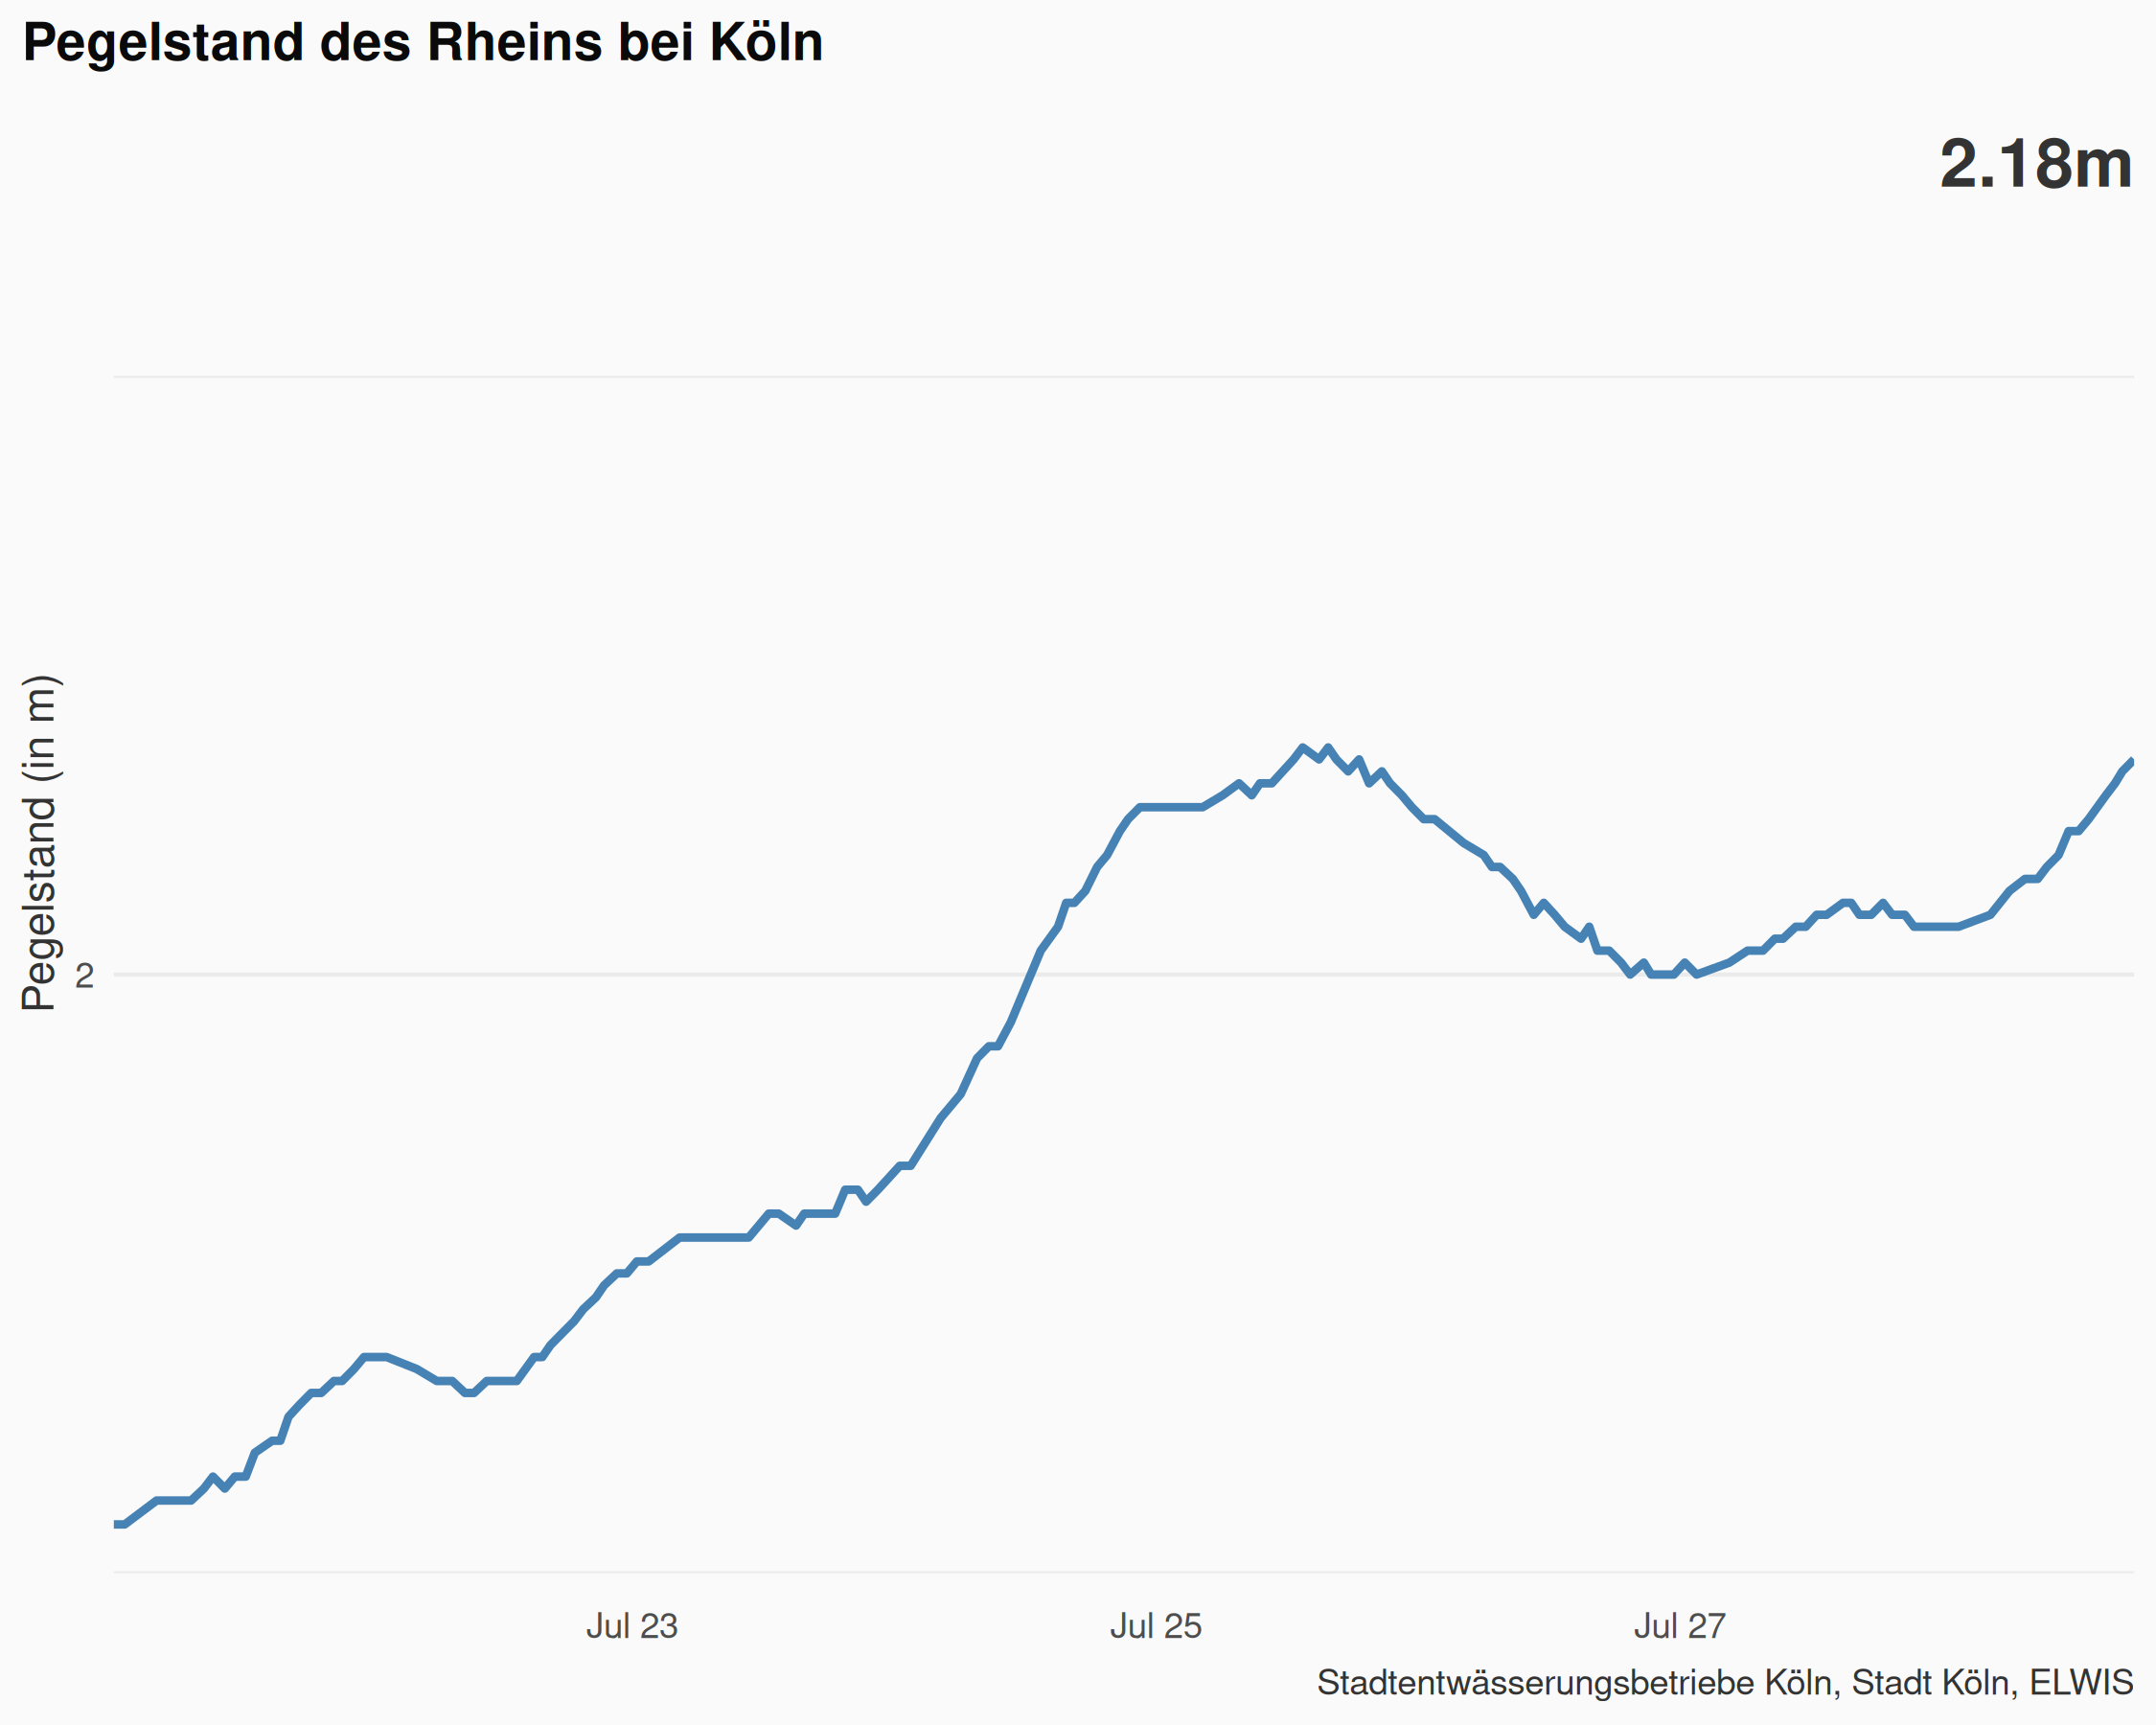 Pegelstand des Rheins bei Köln
2.18m
Pegelstand (in m)
2
Jul 23 Jul 25 Jul 27
Stadtentwässerungsbetriebe Köln, Stadt Köln, ELWIS